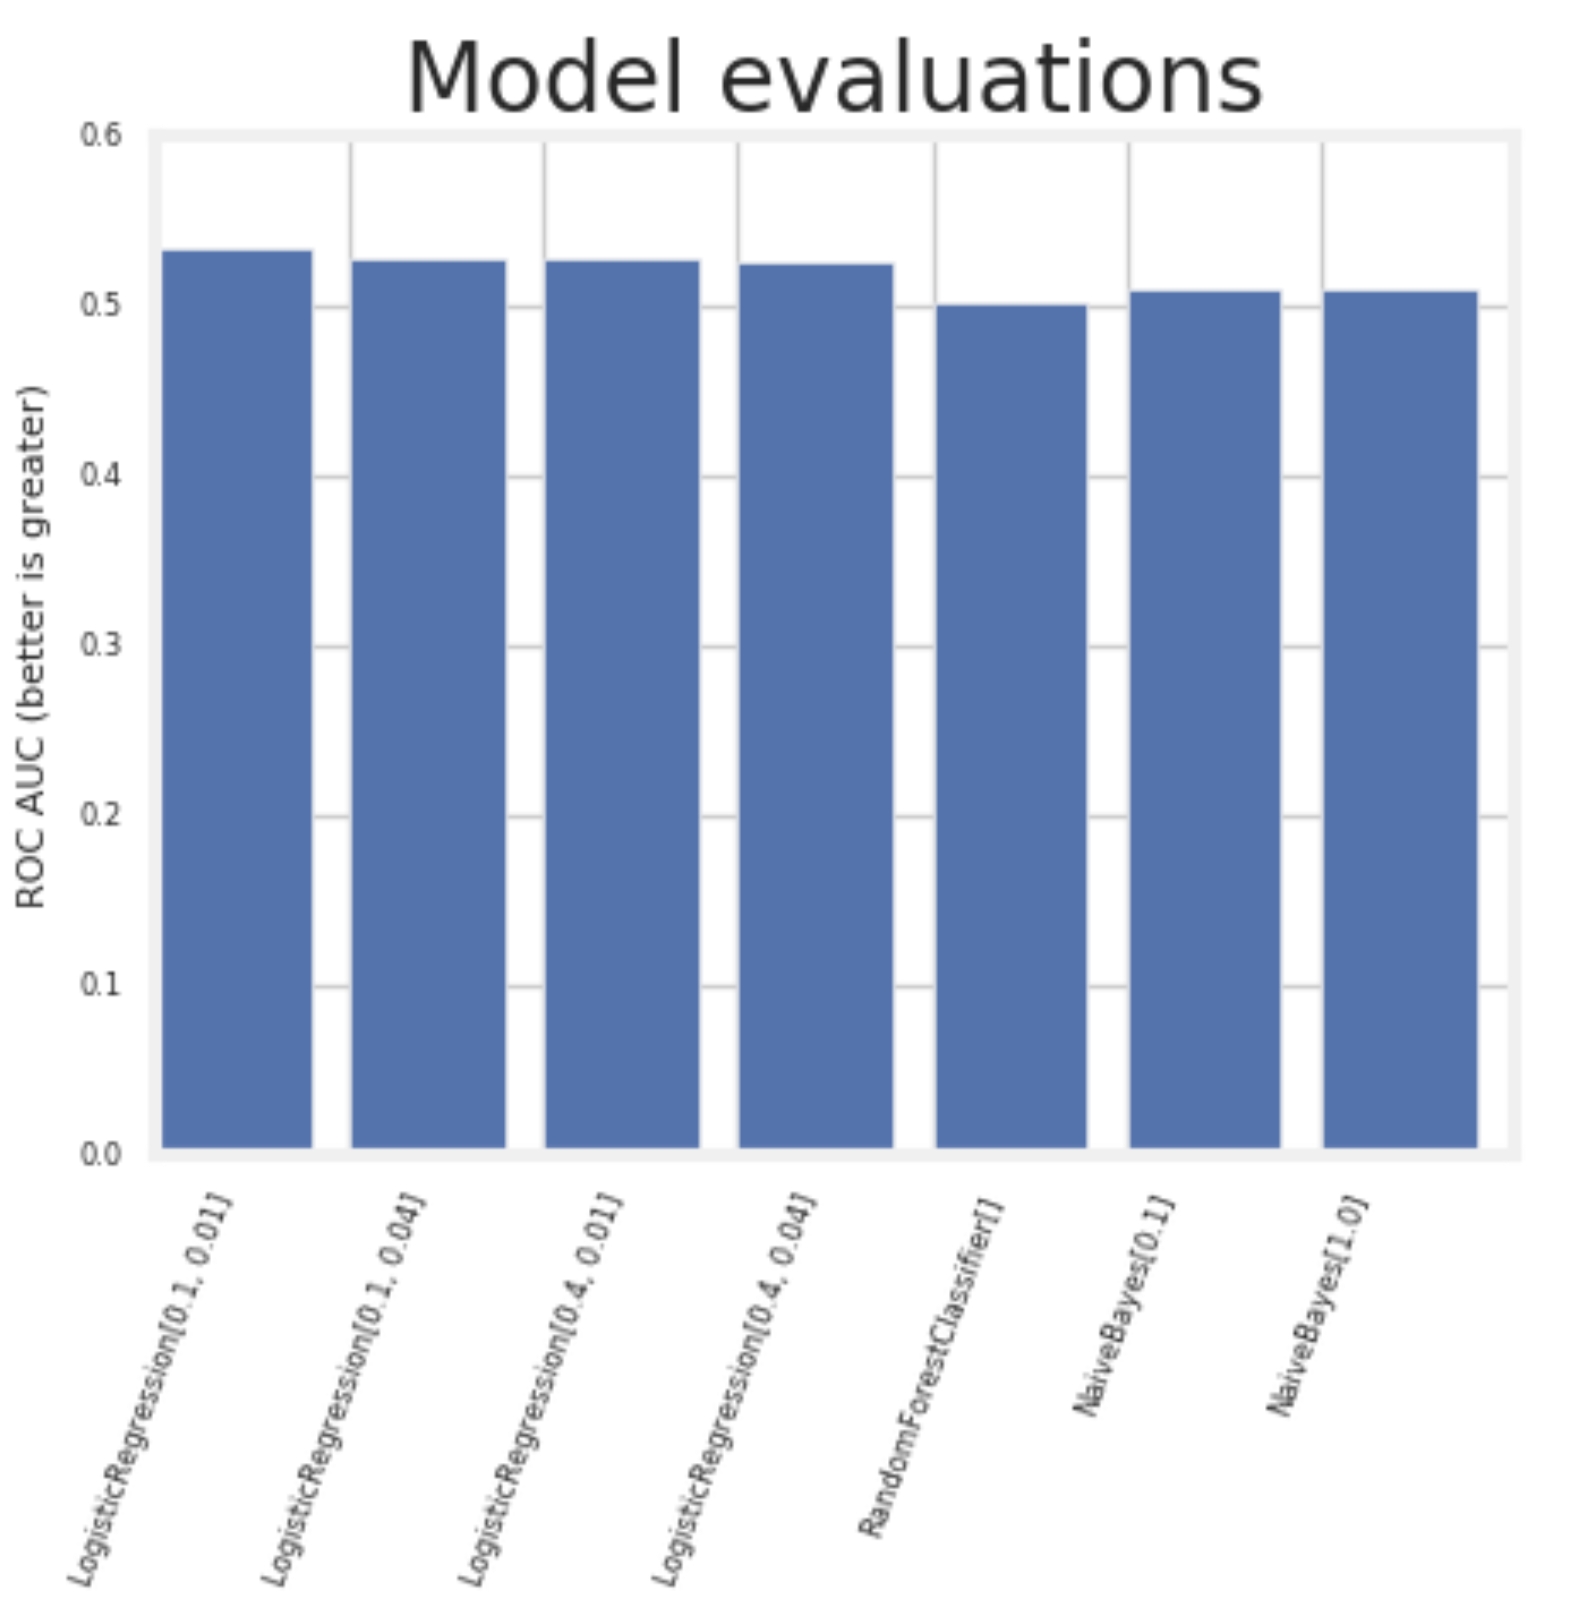 Model evaluations
ROC AUC (better is greater)
0.6
0.5
0.4
0.3
0.2
0.1
0.0
LogisticRegression[0.1, 0.01]
LogisticRegression[0.1, 0.04]
LogisticRegression[0.4, 0.01]
LogisticRegression[0.4, 0.04]
RandomForestClassifier[]
NaiveBayes[0.1]
NaiveBayes[1.0]